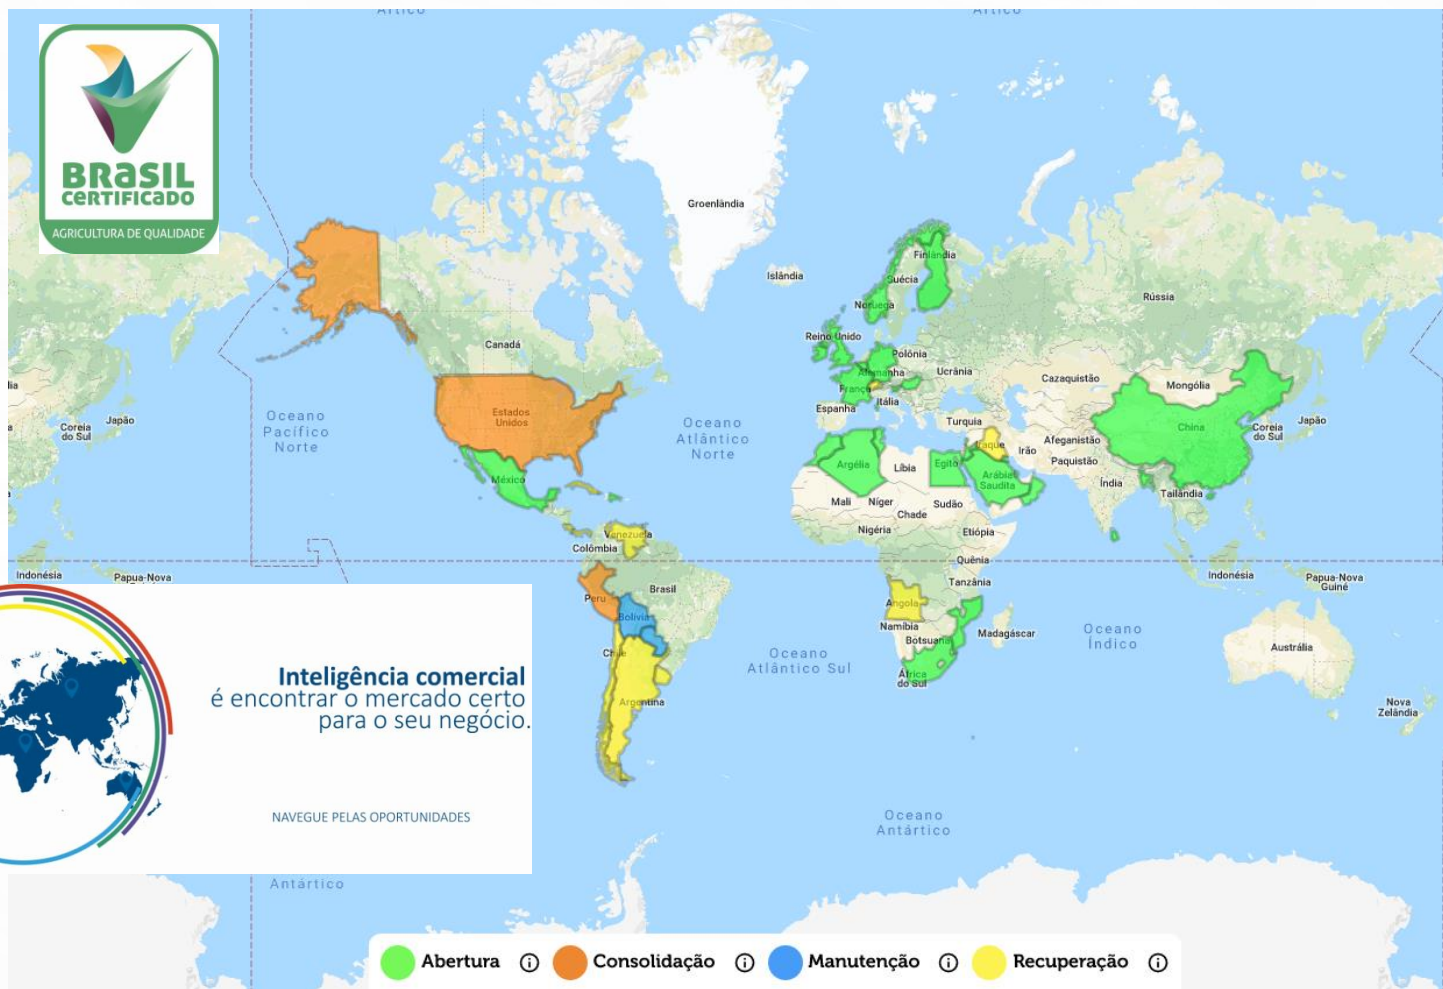 Ártico
Ártico
BRASIL
CERTIFICADO
AGRICULTURA DE QUALIDADE
Groenlândia
Islândia
Finlândia
Suécia
Noruega
Rússia
Reino Unido
Canadá
Polônia
Alemanha
Ucrânia
Cazaquistão
Mongólia
França
Itália
Espanha
Turquia
Estados
Unidos
Oceano
Pacífico
Norte
Oceano
Atlântico
Norte
Japão
Coreia
do Sul
China
Coreia
do Sul
Japão
Iraque
Irão
Afeganistão
Paquistão
Índia
Tailândia
México
Argélia
Líbia
Egito
Arábia
Saudita
Mali
Níger
Chade
Sudão
Nigéria
Etiópia
Venezuela
Colômbia
Quênia
Tanzânia
Indonésia
Papua-Nova
Indonésia
Papua-Nova
Guiné
Peru
Brasil
Bolívia
Angola
Namíbia
Botsuana
Madagáscar
Oceano
Índico
Austrália
Chile
Oceano
Atlântico Sul
África
do Sul
Argentina
Nova
Zelândia
Inteligência comercial
é encontrar o mercado certo
para o seu negócio.
NAVEGUE PELAS OPORTUNIDADES
Oceano
Antártico
Antártico
Abertura
Consolidação
Manutenção
Recuperação